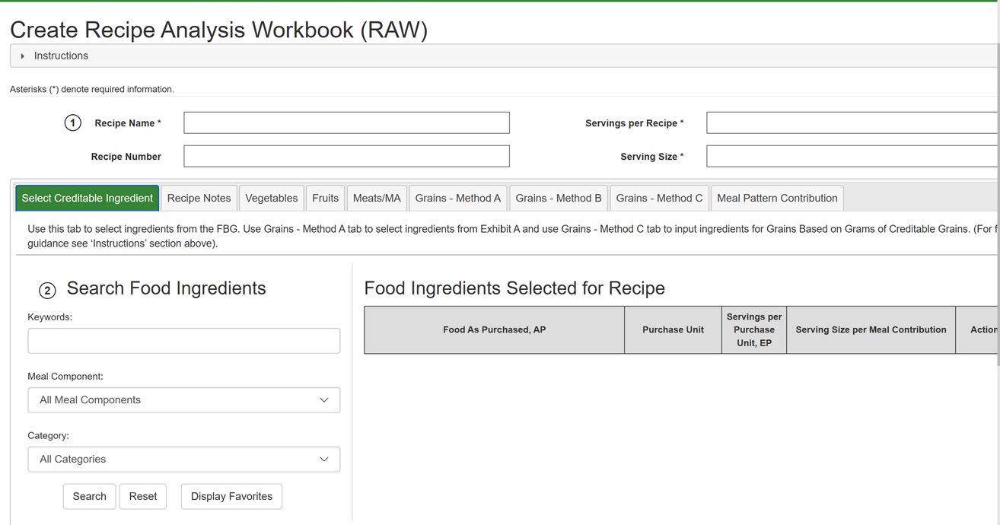 Create Recipe Analysis Workbook (RAW)
Instructions
Asterisks (*) denote required information.
1 Recipe Name * Servings per Recipe *
Recipe Number Serving Size *
Select Creditable Ingredient Recipe Notes Vegetables Fruits Meats/MA Grains - Method A Grains - Method B Grains - Method C Meal Pattern Contribution
Use this tab to select ingredients from the FBG. Use Grains - Method A tab to select ingredients from Exhibit A and use Grains - Method C tab to input ingredients for Grains Based on Grams of Creditable Grains. (For f
guidance see ‘Instructions’ section above).
2 Search Food Ingredients
Keywords:
Meal Component:
All Meal Components
Category:
All Categories
Search Reset Display Favorites
Food Ingredients Selected for Recipe
Food As Purchased, AP
Purchase Unit
Servings per
Purchase
Unit, EP
Serving Size per Meal Contribution
Action